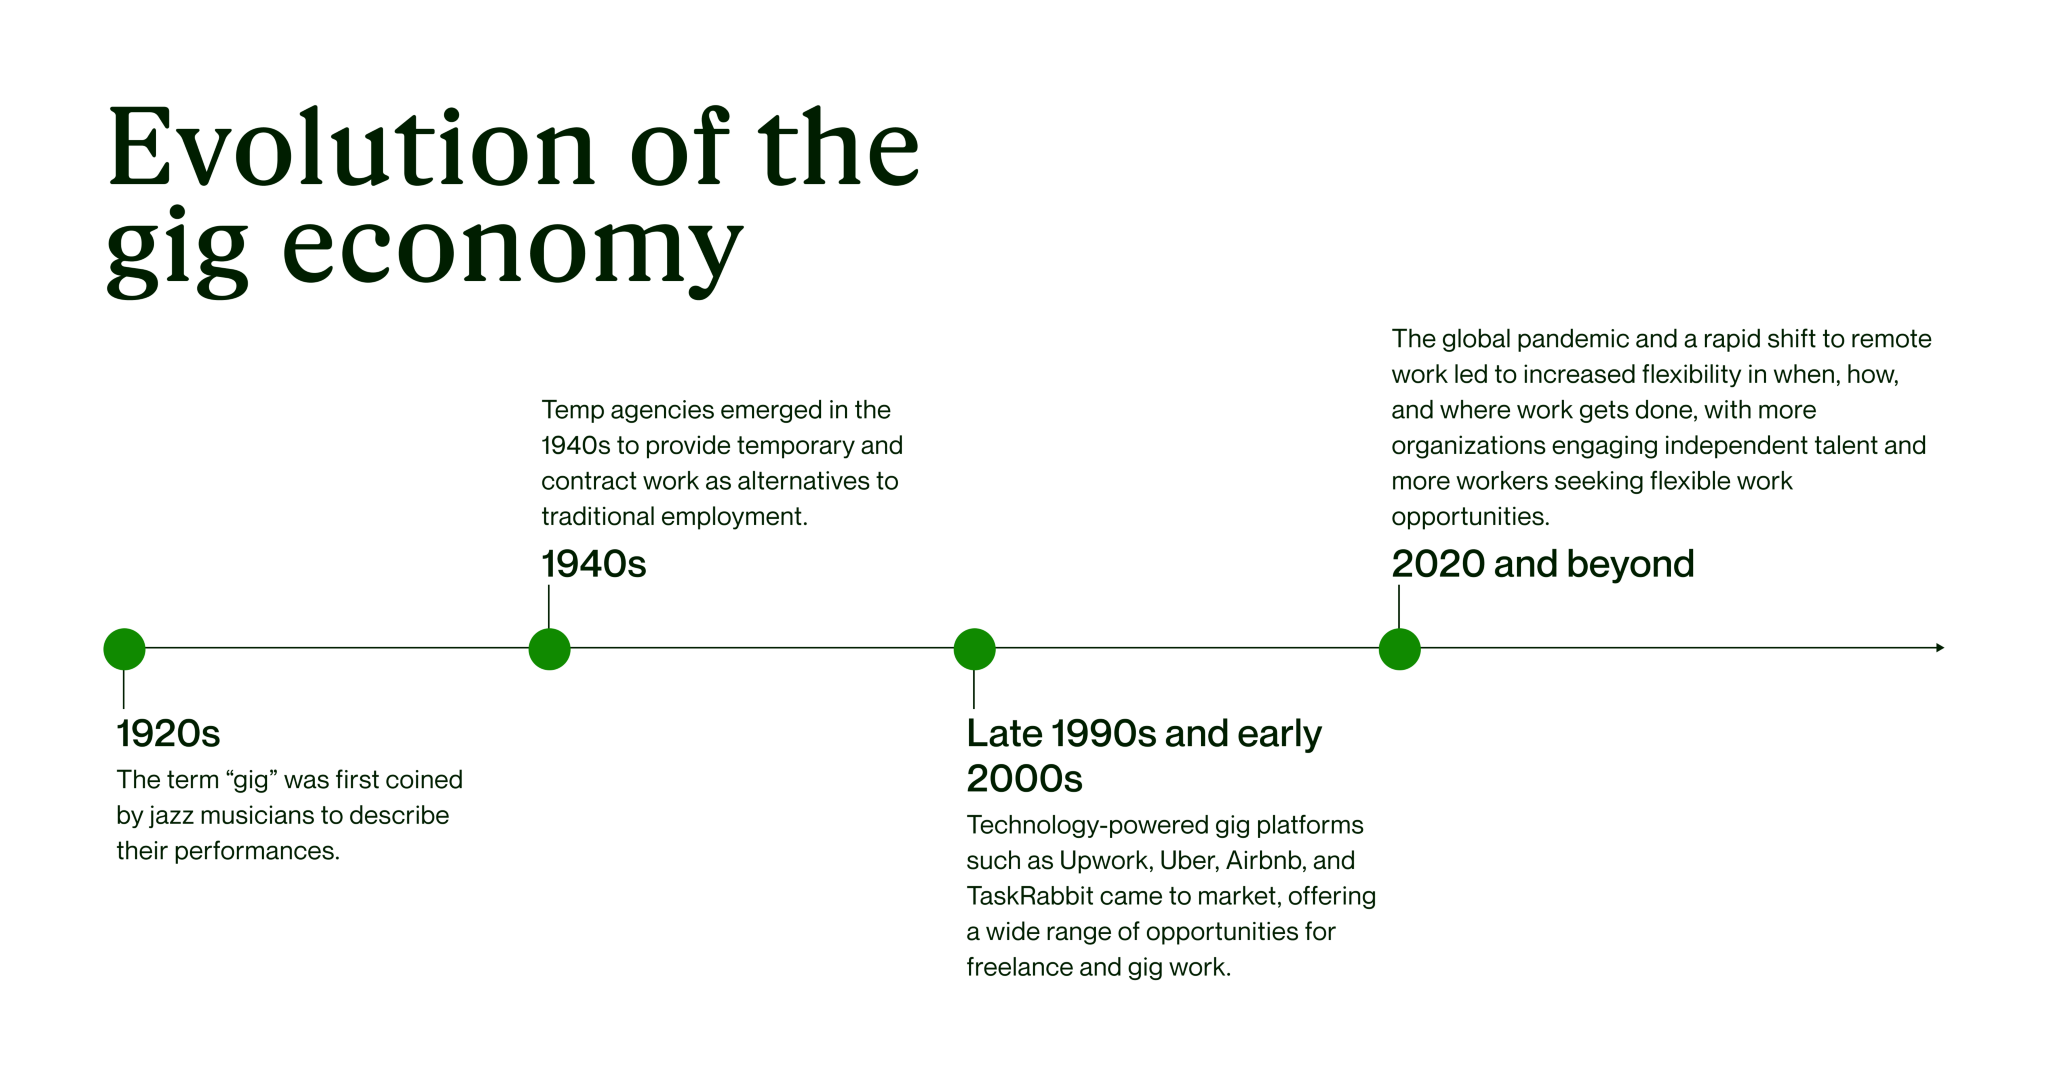 Evolution of the
gig economy
1920s
The term “gig” was first coined
by jazz musicians to describe
their performances.
Temp agencies emerged in the
1940s to provide temporary and
contract work as alternatives to
traditional employment.
1940s
Late 1990s and early
2000s
Technology-powered gig platforms
such as Upwork, Uber, Airbnb, and
TaskRabbit came to market, offering
a wide range of opportunities for
freelance and gig work.
The global pandemic and a rapid shift to remote
work led to increased flexibility in when, how,
and where work gets done, with more
organizations engaging independent talent and
more workers seeking flexible work
opportunities.
2020 and beyond